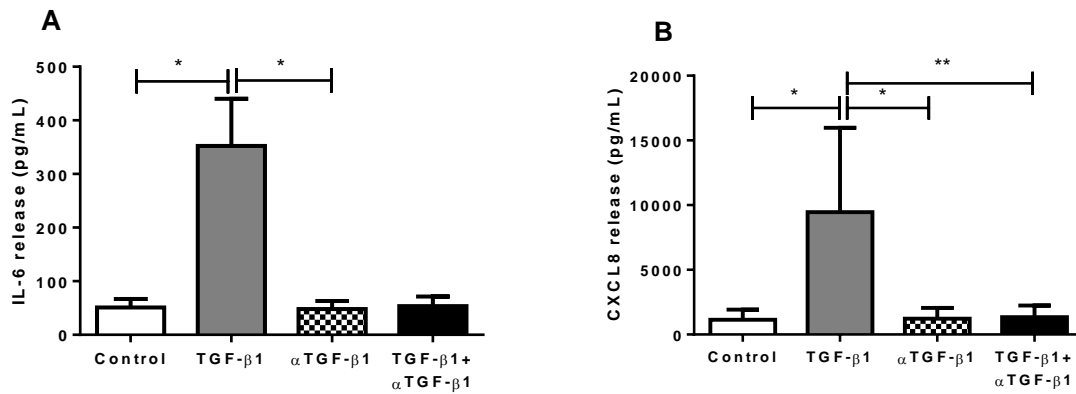 A
IL-6 release (pg/mL)
500
400
300
200
100
0
*
*
Control
TGF-β1
αTGF-β1
TGF-β1+
αTGF-β1
B
CXCL8 release (pg/mL)
20000
15000
10000
5000
0
*
*
**
Control
TGF-β1
αTGF-β1
TGF-β1+
αTGF-β1